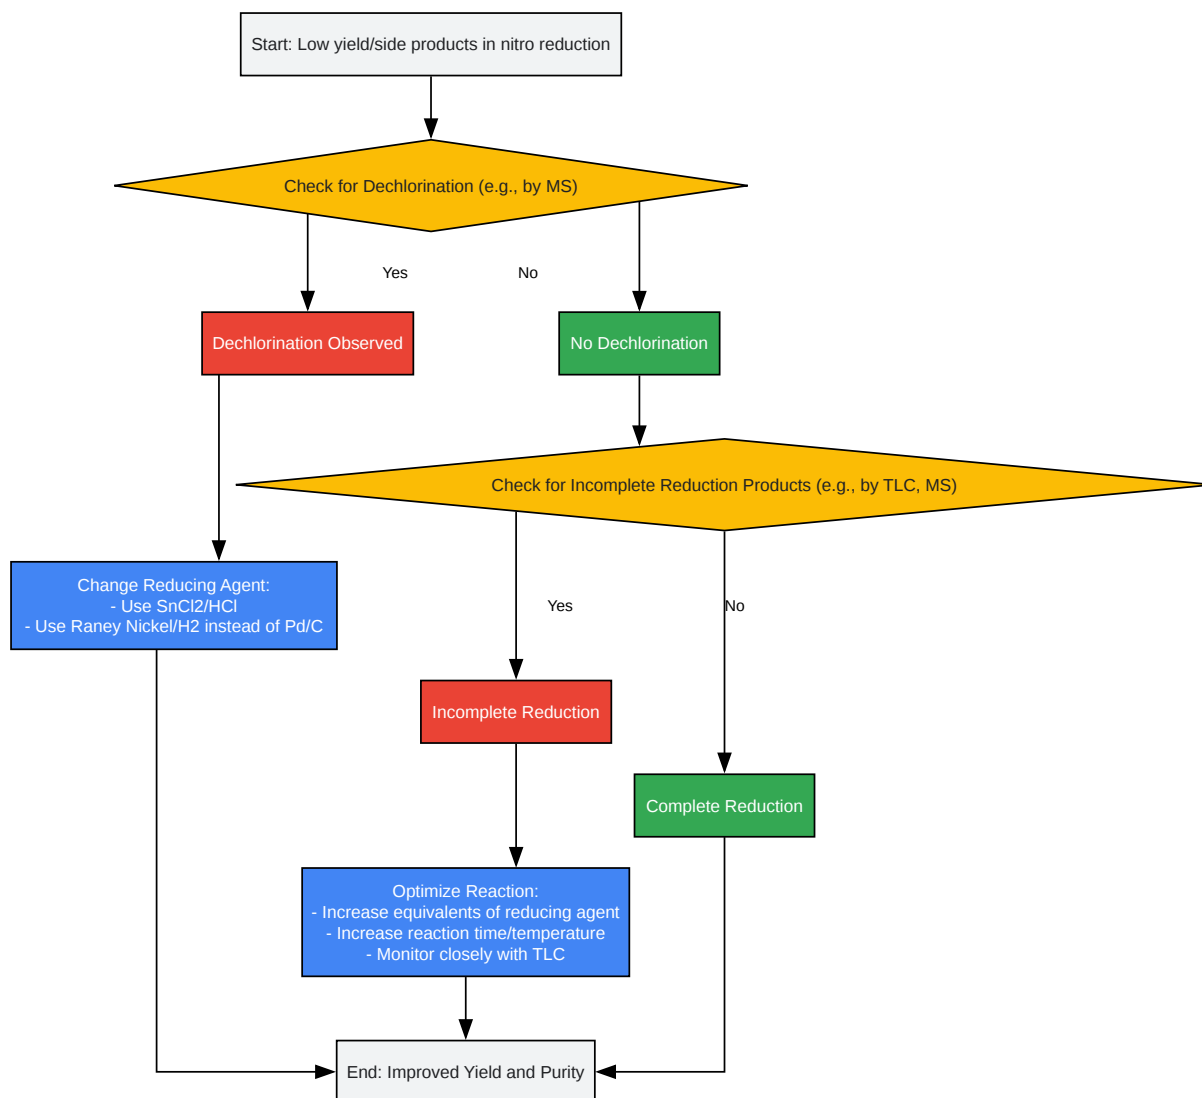 Start: Low yield/side products in nitro reduction
Check for Dechlorination (e.g., by MS)
Yes
No
Dechlorination Observed
No Dechlorination
Check for Incomplete Reduction Products (e.g., by TLC, MS)
Change Reducing Agent:
- Use SnCl2/HCl
- Use Raney Nickel/H2 instead of Pd/C
Yes
No
Incomplete Reduction
Complete Reduction
Optimize Reaction:
- Increase equivalents of reducing agent
- Increase reaction time/temperature
- Monitor closely with TLC
End: Improved Yield and Purity